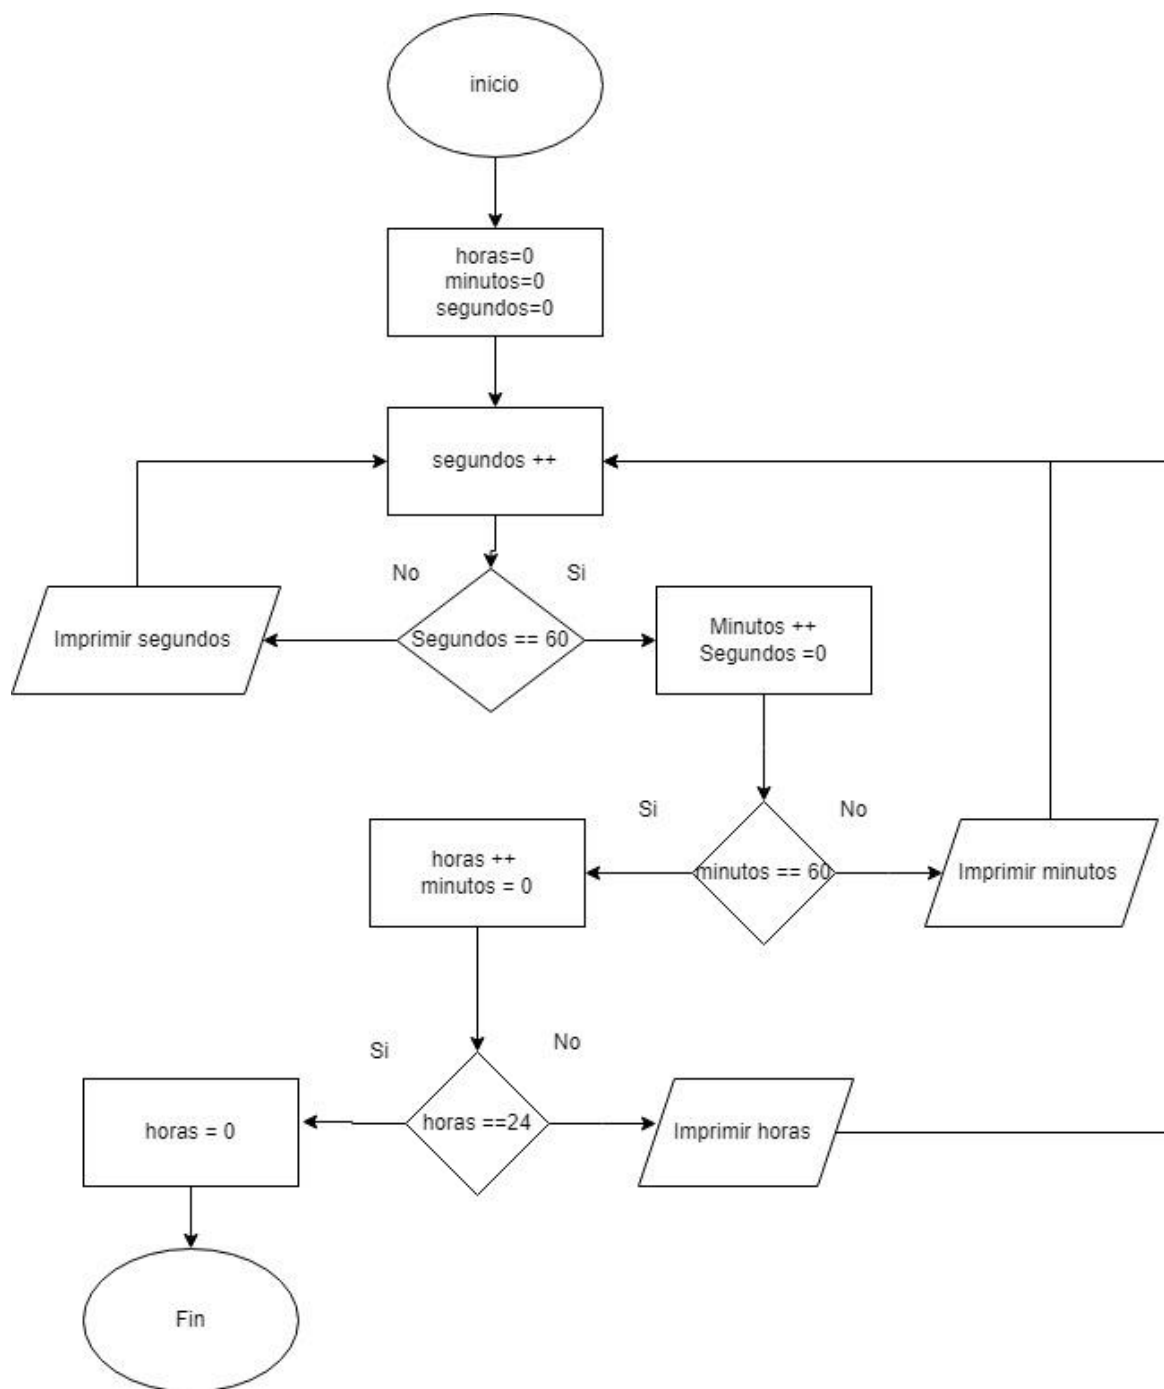 inicio
horas=0
minutos=0
segundos=0
segundos ++
No
Si
Imprimir segundos
Segundos == 60
Minutos ++
Segundos =0
Si
No
horas ++
minutos = 0
minutos == 60
Imprimir minutos
Si
No
horas = 0
horas ==24
Imprimir horas
Fin